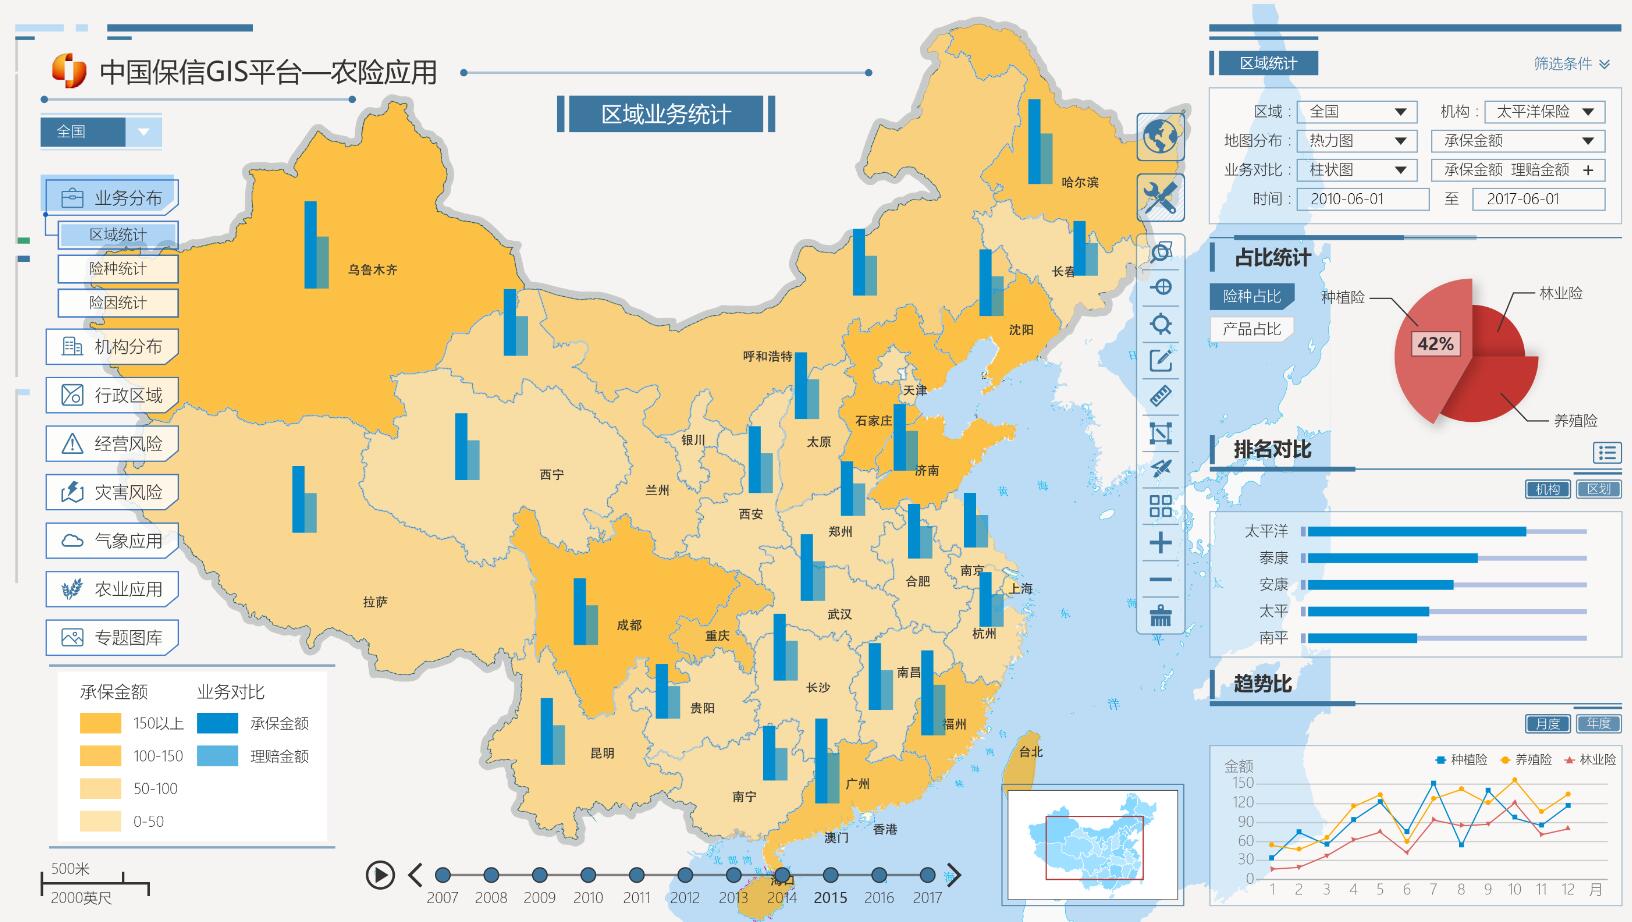 中国保信GIS平台—农险应用
全国
区域业务统计
业务分布
区域统计
险种统计
险因统计
机构分布
行政区域
经营风险
灾害风险
气象应用
农业应用
专题图库
承保金额 业务对比
150以上 承保金额
100-150 理赔金额
50-100
0-50
500米
2000英尺
哈尔滨
长春
乌鲁木齐
沈阳
呼和浩特
天津
石家庄
银川
太原
济南
西宁
兰州
西安
郑州
南京
合肥
上海
拉萨
武汉
成都
重庆
杭州
南昌
长沙
贵阳
福州
昆明
台北
广州
南宁
香港
澳门
海口
黄 海
东 海
太 平 洋
台 湾 海 峡
北 部 湾
2007 2008 2009 2010 2011 2012 2013 2014 2015 2016 2017
区域统计 筛选条件
区域： 全国 机构： 太平洋保险
地图分布： 热力图 承保金额
业务对比： 柱状图 承保金额 理赔金额 +
时间： 2010-06-01 至 2017-06-01
占比统计
险种占比
产品占比
种植险
林业险
42%
养殖险
排名对比
机构 区划
太平洋
泰康
安康
太平
南平
趋势比
月度 年度
金额 种植险 养殖险 林业险
150
120
90
60
30
0
1 2 3 4 5 6 7 8 9 10 11 12 月